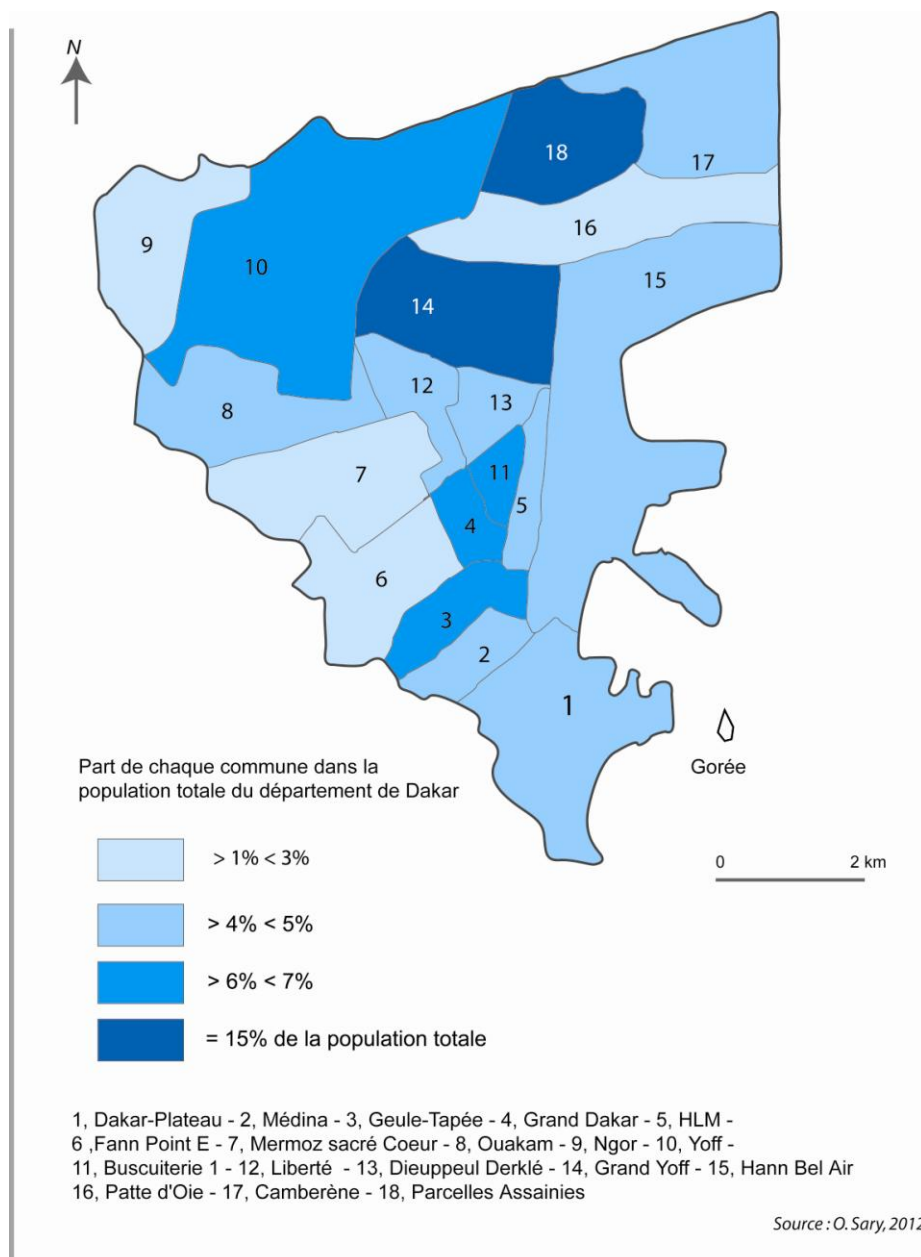 N
18
17
16
9
10
15
14
12
8
13
7
11
5
4
6
3
2
1
Gorée
Part de chaque commune dans la
population totale du département de Dakar
> 1% < 3%
0 2 km
> 4% < 5%
> 6% < 7%
= 15% de la population totale
1, Dakar-Plateau - 2, Médina - 3, Geule-Tapée - 4, Grand Dakar - 5, HLM -
6 ,Fann Point E - 7, Mermoz sacré Coeur - 8, Ouakam - 9, Ngor - 10, Yoff -
11, Buscuiterie 1 - 12, Liberté - 13, Dieuppeul Derklé - 14, Grand Yoff - 15, Hann Bel Air
16, Patte d'Oie - 17, Camberène - 18, Parcelles Assainies
Source : O. Sary, 2012